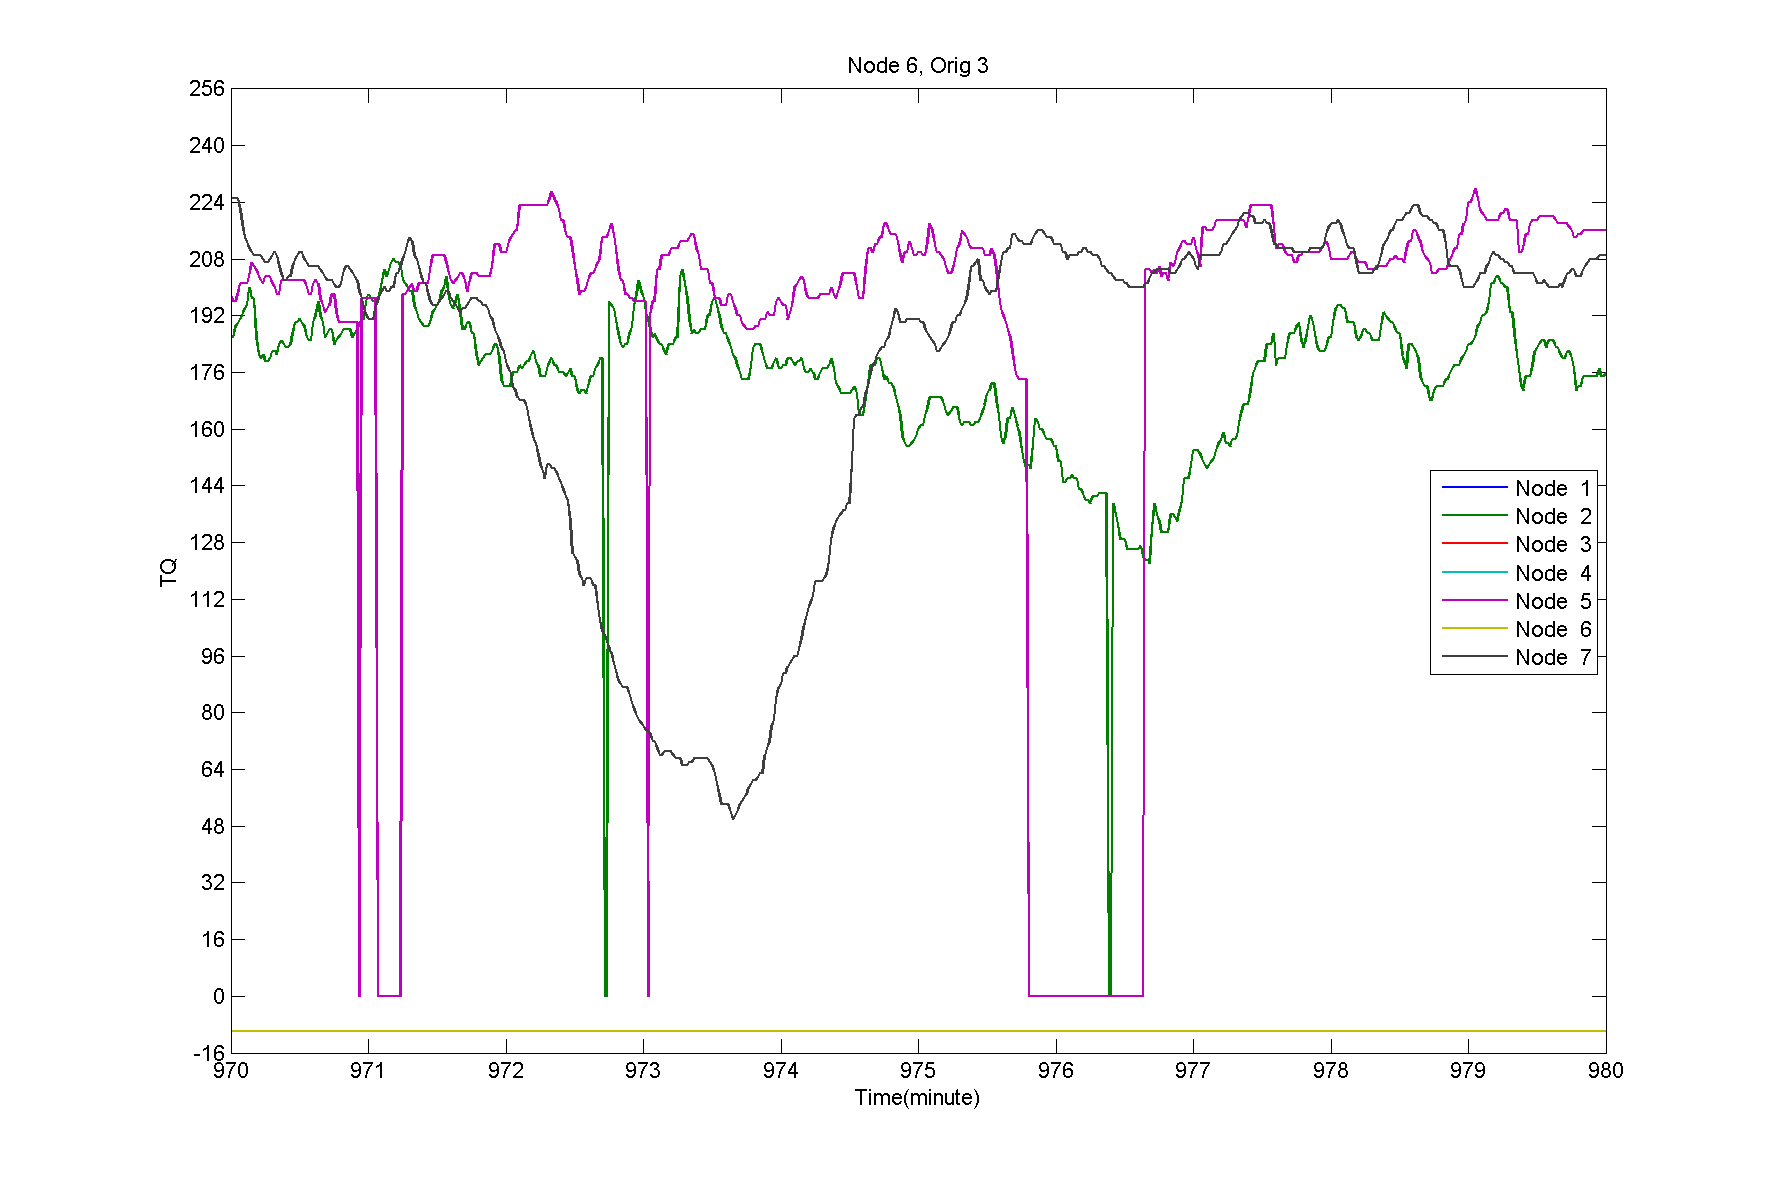 Node 6, Orig 3
256
240
224
208
192
176
160
144
128
112
96
80
64
48
32
16
0
-16
TQ
970 971 972 973 974 975 976 977 978 979 980
Time(minute)
Node 1
Node 2
Node 3
Node 4
Node 5
Node 6
Node 7